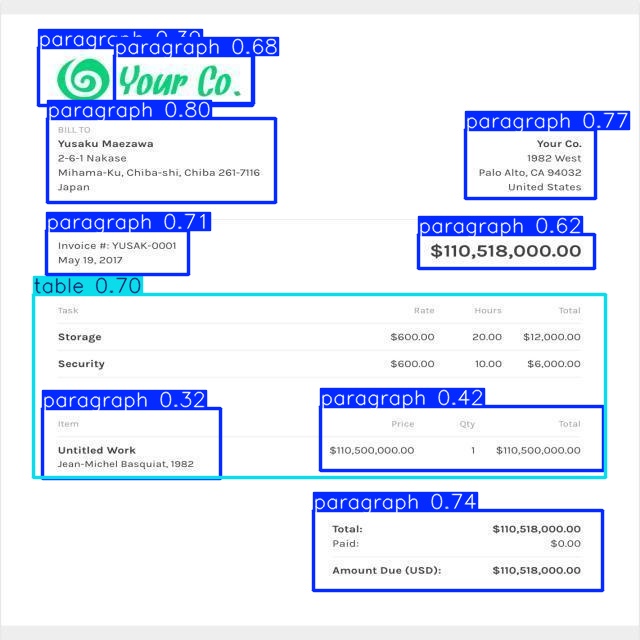 paragraph 0.39
paragraph 0.68
Your Co.
paragraph 0.80
BILL TO
Yusaku Maezawa
2-6-1 Nakase
Mihama-Ku, Chiba-shi, Chiba 261-7116
Japan
paragraph 0.77
Your Co.
1982 West
Palo Alto, CA 94032
United States
paragraph 0.71
Invoice #: YUSAK-0001
May 19, 2017
paragraph 0.62
$110,518,000.00
table 0.70
Task Rate Hours Total
Storage $600.00 20.00 $12,000.00
Security $600.00 10.00 $6,000.00
paragraph 0.32 paragraph 0.42
Item Price Qty Total
Untitled Work $110,500,000.00 1 $110,500,000.00
Jean-Michel Basquiat, 1982
paragraph 0.74
Total: $110,518,000.00
Paid: $0.00
Amount Due (USD): $110,518,000.00